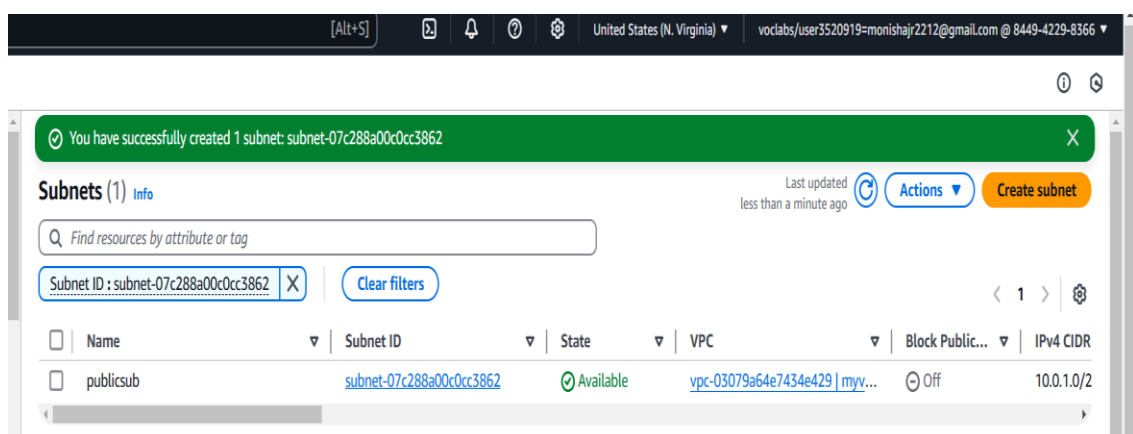 [Alt+S] United States (N. Virginia) ▼ voclabs/user3520919=monishajr2212@gmail.com @ 8449-4229-8366 ▼
You have successfully created 1 subnet: subnet-07c288a00c0cc3862
Subnets (1) Info
Last updated
less than a minute ago
Actions ▼
Create subnet
Find resources by attribute or tag
Subnet ID : subnet-07c288a00c0cc3862
Clear filters
1
Name Subnet ID State VPC Block Public... IPv4 CIDR
publicsub subnet-07c288a00c0cc3862 Available vpc-03079a64e7434e429 | myv... Off 10.0.1.0/2